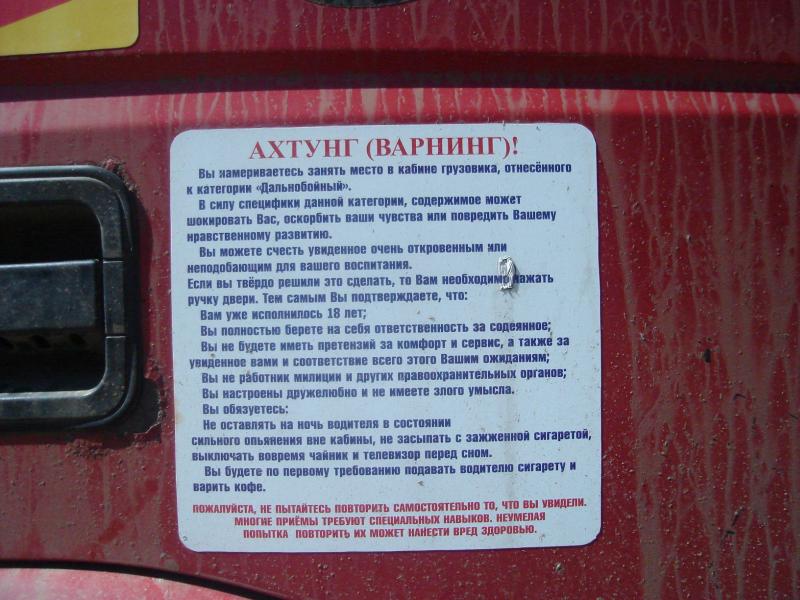 АХТУНГ (ВАРНИНГ)!
Вы намериваетесь занять место в кабино грузовика, отнесённого
к категории «Дальнобойный».
В силу специфики данной категории, содержимое может
шокировать Вас, оскорбить ваши чувства или повредить Вашему
нравственному развитию.
Вы можете счесть увиденное очень откровенным или
неподобающим для вашего воспитания.
Если вы твёрдо решили это сделать, то Вам необходимо нажать
ручку двери. Тем самым Вы подтверждаете, что:
Вам уже исполнилось 18 лет;
Вы полностью берете на себя ответственность за содеянное;
Вы не будете иметь претензий за комфорт и сервис, а также за
увиденное вами и соответствие всего этого Вашим ожиданиям;
Вы не работник милиции и других правоохранительных органов;
Вы настроены дружелюбно и не имеете злого умысла.
Вы обязуетесь:
Не оставлять на ночь водителя в состоянии
сильного опьянения вне кабины, не засыпать с зажженной сигаретой,
выключать вовремя чайник и телевизор перед сном.
Вы будете по первому требованию подавать водителю сигарету и
варить кофе.
ПОЖАЛУЙСТА, НЕ ПЫТАЙТЕСЬ ПОВТОРИТЬ САМОСТОЯТЕЛЬНО ТО, ЧТО ВЫ УВИДЕЛИ.
МНОГИЕ ПРИЁМЫ ТРЕБУЮТ СПЕЦИАЛЬНЫХ НАВЫКОВ. НЕУМЕЛАЯ
ПОПЫТКА ПОВТОРИТЬ ИХ МОЖЕТ НАНЕСТИ ВРЕД ЗДОРОВЬЮ.